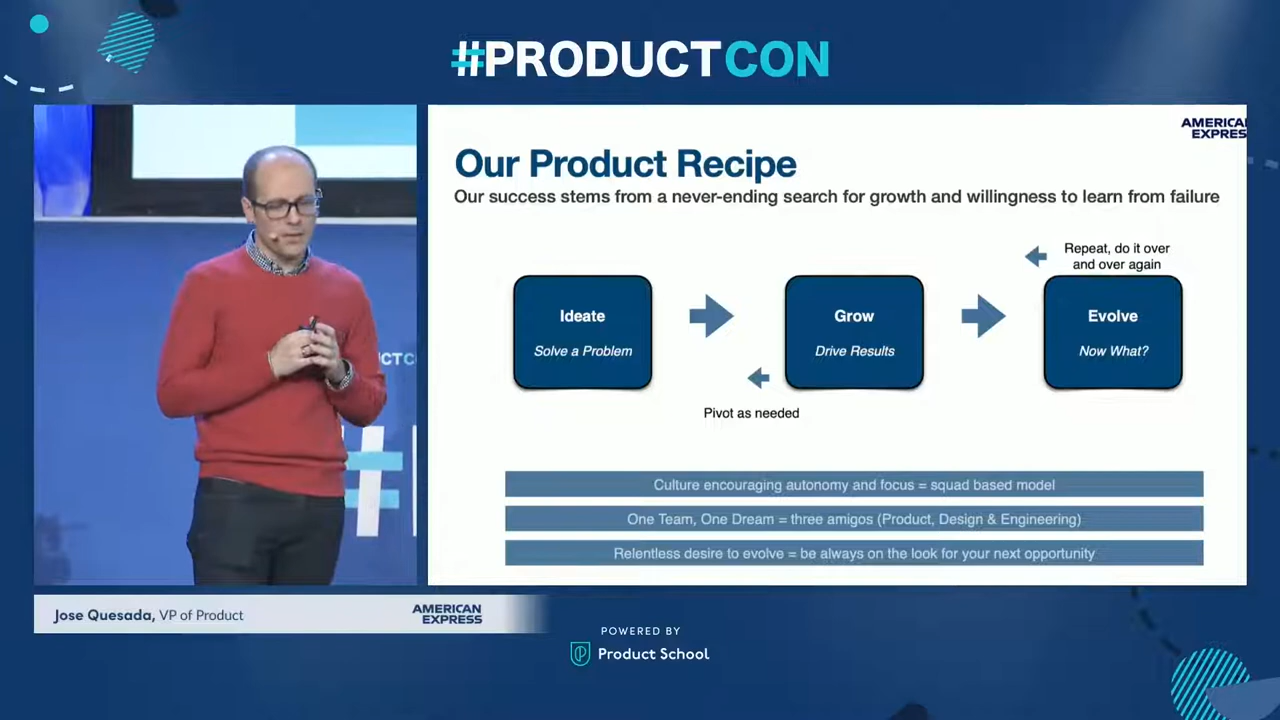 #PRODUCTCON
AMERICAN
EXPRESS
Our Product Recipe
Our success stems from a never-ending search for growth and willingness to learn from failure
Repeat, do it over
and over again
Ideate
Solve a Problem
Grow
Drive Results
Evolve
Now What?
Pivot as needed
Culture encouraging autonomy and focus = squad based model
One Team, One Dream = three amigos (Product, Design & Engineering)
Relentless desire to evolve = be always on the look for your next opportunity
Jose Quesada, VP of Product
AMERICAN
EXPRESS
POWERED BY
Product School